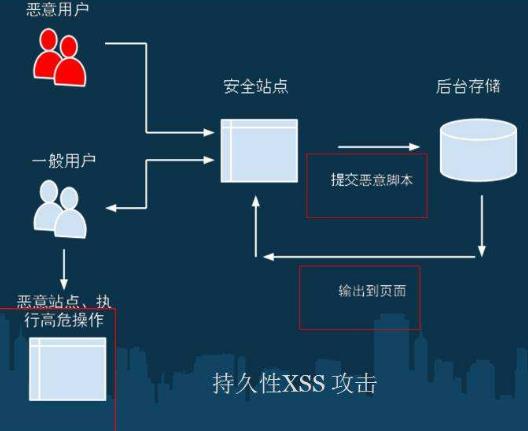 恶意用户
安全站点
后台存储
一般用户
提交恶意脚本
输出到页面
恶意站点、执
行高危操作
持久性XSS 攻击